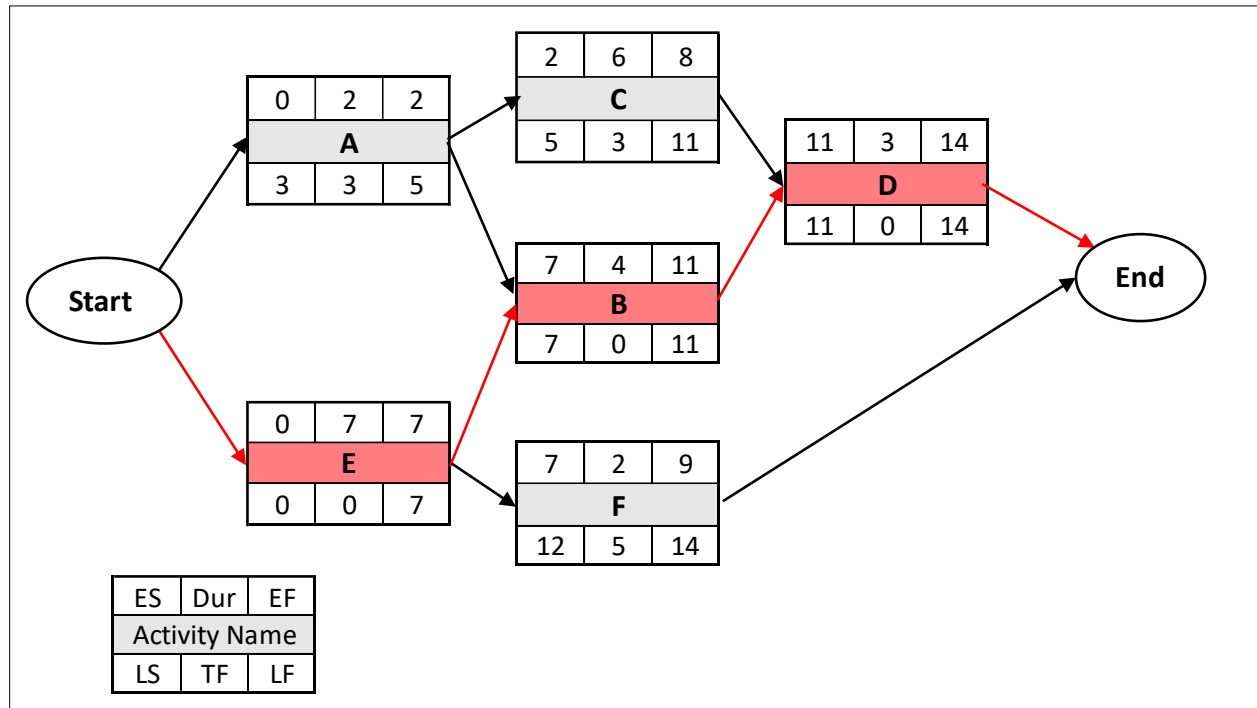 2 6 8
C
5 3 11
0 2 2
A
3 3 5
11 3 14
D
11 0 14
Start
7 4 11
B
7 0 11
End
0 7 7
E
0 0 7
7 2 9
F
12 5 14
ES Dur EF
Activity Name
LS TF LF